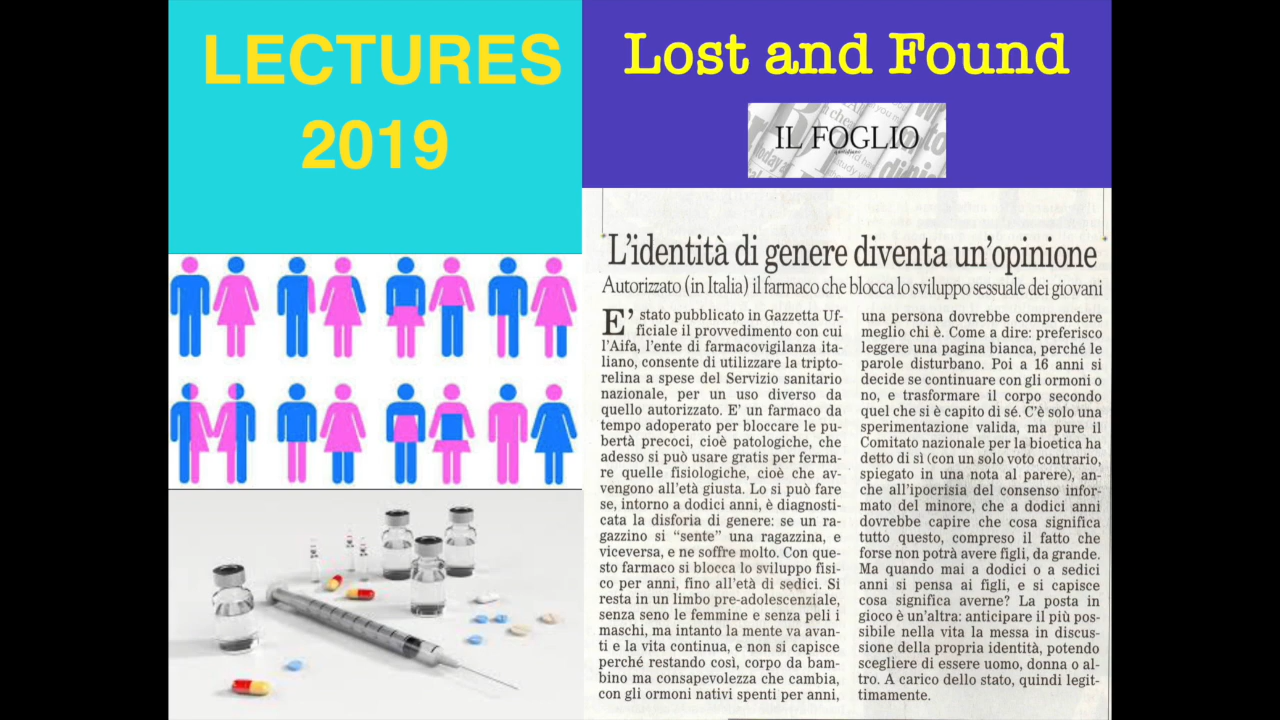 LECTURES
2019
Lost and Found
IL FOGLIO
quotidiano
L'identità di genere diventa un'opinione
Autorizzato (in Italia) il farmaco che blocca lo sviluppo sessuale dei giovani
E' stato pubblicato in Gazzetta Uf-
ficiale il provvedimento con cui
l'Aifa, l'ente di farmacovigilanza ita-
liano, consente di utilizzare la tripto-
relina a spese del Servizio sanitario
nazionale, per un uso diverso da
quello autorizzato. E' un farmaco da
tempo adoperato per bloccare le pu-
bertà precoci, cioè patologiche, che
adesso si può usare gratis per ferma-
re quelle fisiologiche, cioè che av-
vengono all'età giusta. Lo si può fare
se, intorno a dodici anni, è diagnosti-
cata la disforia di genere: se un ra-
gazzino si “sente” una ragazzina, e
viceversa, e ne soffre molto. Con que-
sto farmaco si blocca lo sviluppo fisi-
co per anni, fino all'età di sedici. Si
resta in un limbo pre-adolescenziale,
senza seno le femmine e senza peli i
maschi, ma intanto la mente va avan-
ti e la vita continua, e non si capisce
perché restando così, corpo da bam-
bino ma consapevolezza che cambia,
con gli ormoni nativi spenti per anni,
una persona dovrebbe comprendere
meglio chi è. Come a dire: preferisco
leggere una pagina bianca, perché le
parole disturbano. Poi a 16 anni si
decide se continuare con gli ormoni o
no, e trasformare il corpo secondo
quel che si è capito di sé. C'è solo una
sperimentazione valida, ma pure il
Comitato nazionale per la bioetica ha
detto di sì (con un solo voto contrario,
spiegato in una nota al parere), an-
che all'ipocrisia del consenso infor-
mato del minore, che a dodici anni
dovrebbe capire che cosa significa
tutto questo, compreso il fatto che
forse non potrà avere figli, da grande.
Ma quando mai a dodici o a sedici
anni si pensa ai figli, e si capisce
cosa significa averne? La posta in
gioco è un'altra: anticipare il più pos-
sibile nella vita la messa in discus-
sione della propria identità, potendo
scegliere di essere uomo, donna o al-
tro. A carico dello stato, quindi legit-
timamente.